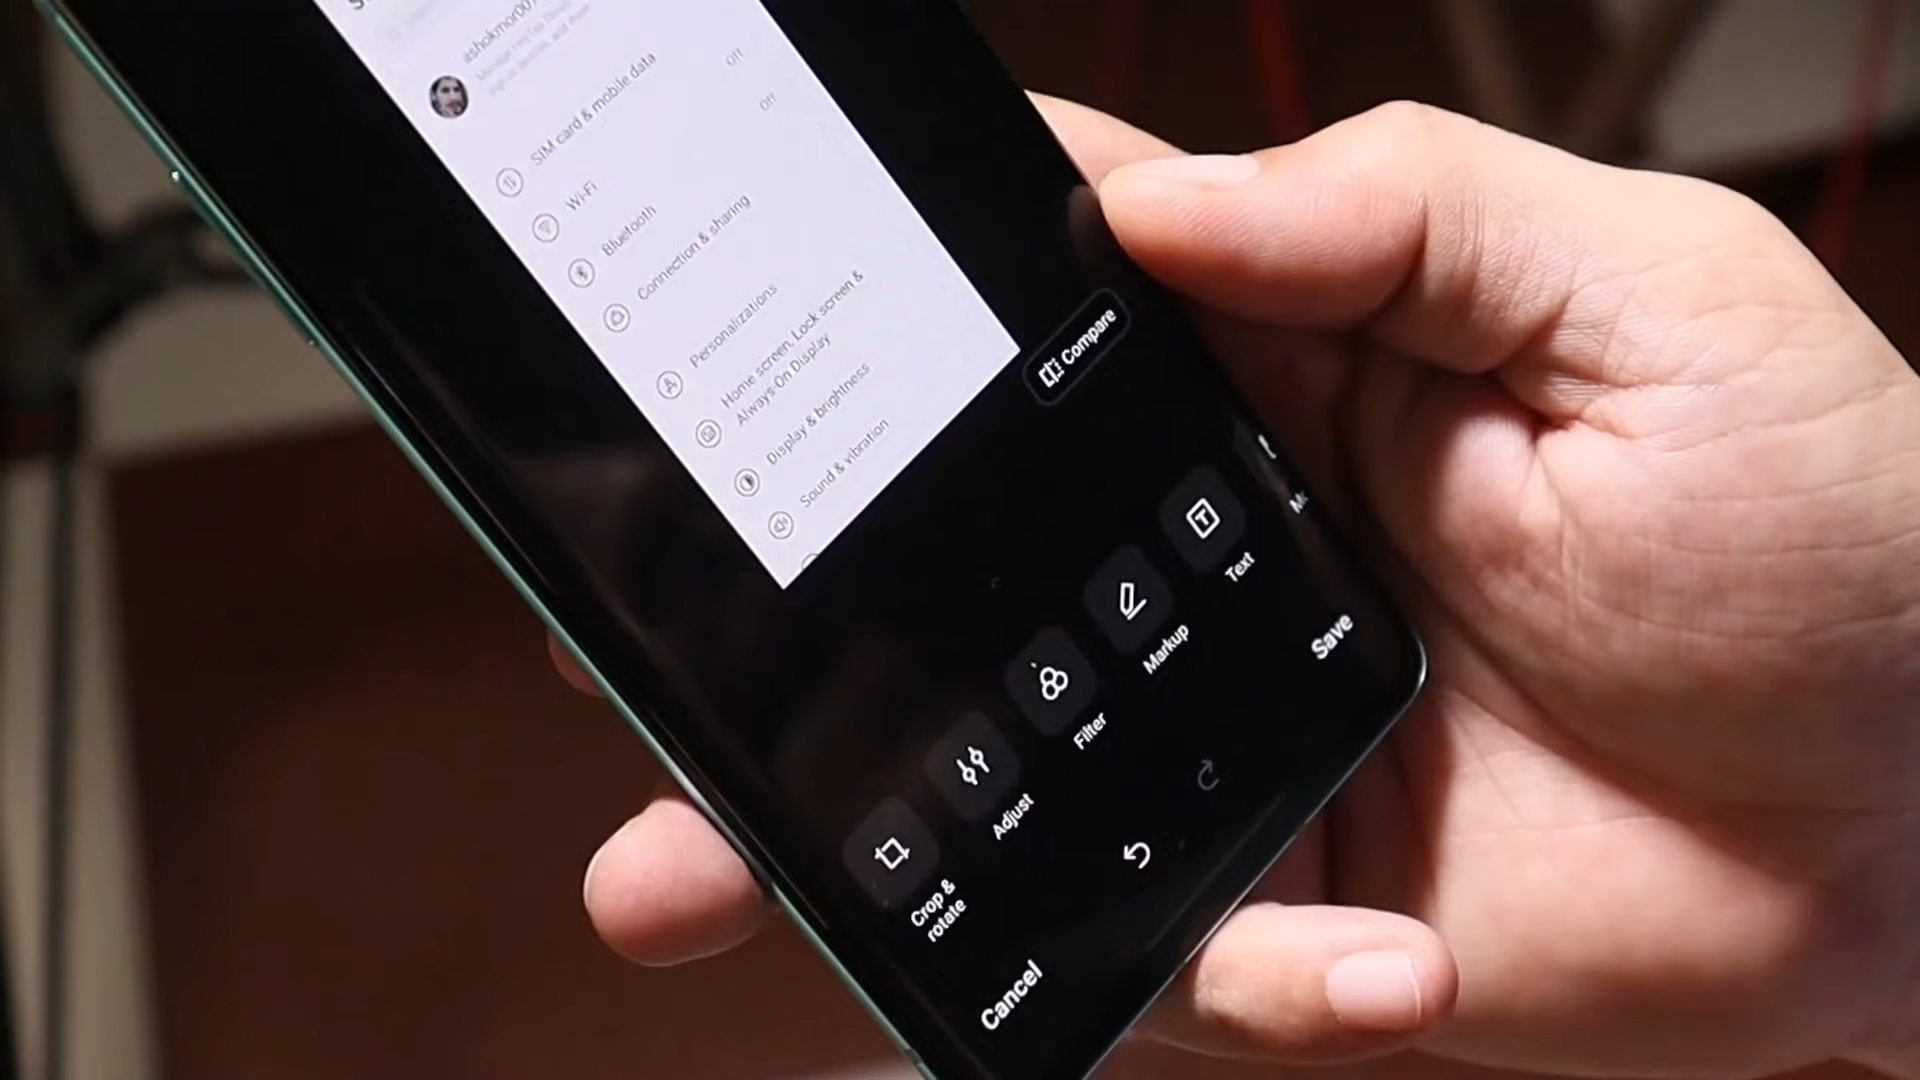 SIM card & mobile data
Off
Wi-Fi
Off
Bluetooth
Connection & sharing
Personalizations
Home screen, Lock screen &
Always-On Display
Display & brightness
Sound & vibration
Compare
Crop &
rotate
Adjust
Filter
Markup
Text
Cancel
Save